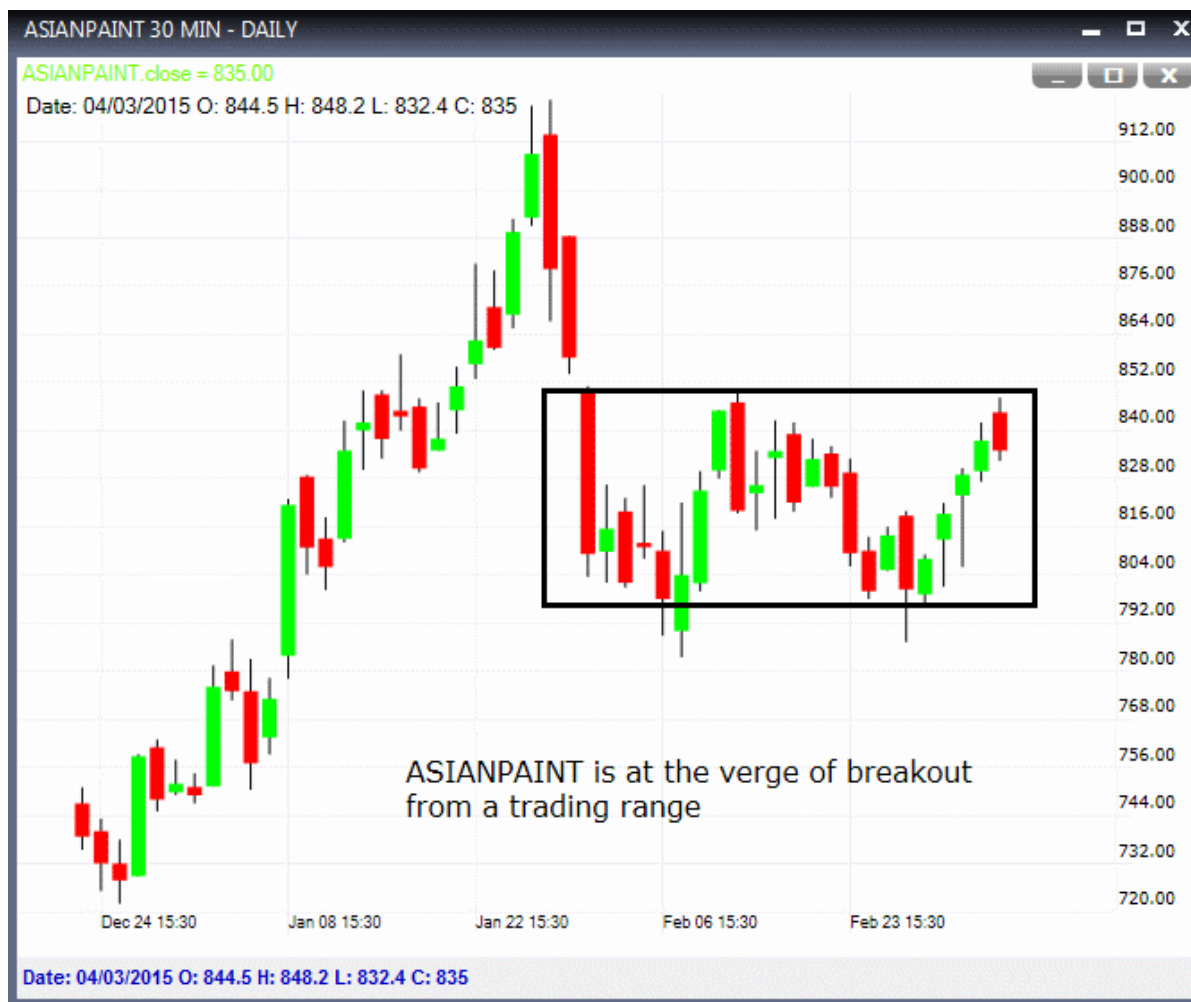 ASIANPAINT 30 MIN - DAILY
ASIANPAINT.close = 835.00
Date: 04/03/2015 O: 844.5 H: 848.2 L: 832.4 C: 835
912.00
900.00
888.00
876.00
864.00
852.00
840.00
828.00
816.00
804.00
792.00
780.00
768.00
756.00
744.00
732.00
720.00
ASIANPAINT is at the verge of breakout
from a trading range
Dec 24 15:30 Jan 08 15:30 Jan 22 15:30 Feb 06 15:30 Feb 23 15:30
Date: 04/03/2015 O: 844.5 H: 848.2 L: 832.4 C: 835